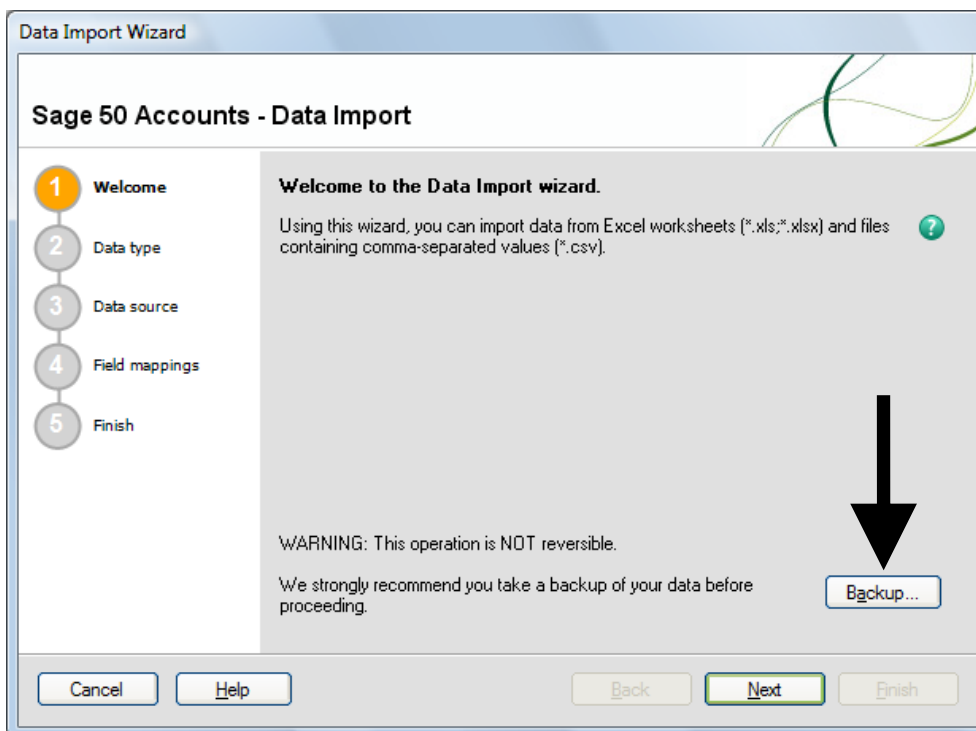 Data Import Wizard
Sage 50 Accounts - Data Import
1 Welcome
2 Data type
3 Data source
4 Field mappings
5 Finish
Welcome to the Data Import wizard.
Using this wizard, you can import data from Excel worksheets (*.xls;*.xlsx) and files
containing comma-separated values (*.csv).
?
WARNING: This operation is NOT reversible.
We strongly recommend you take a backup of your data before
proceeding.
Backup...
Cancel Help Back Next Finish